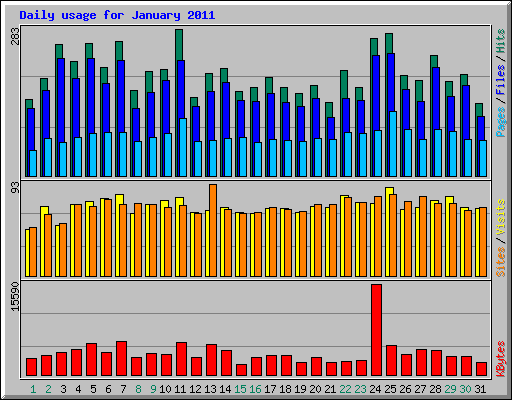 Daily usage for January 2011
283
Pages / Files / Hits
93
Sites / Visits
15590
KBytes
1 2 3 4 5 6 7 8 9 10 11 12 13 14 15 16 17 18 19 20 21 22 23 24 25 26 27 28 29 30 31